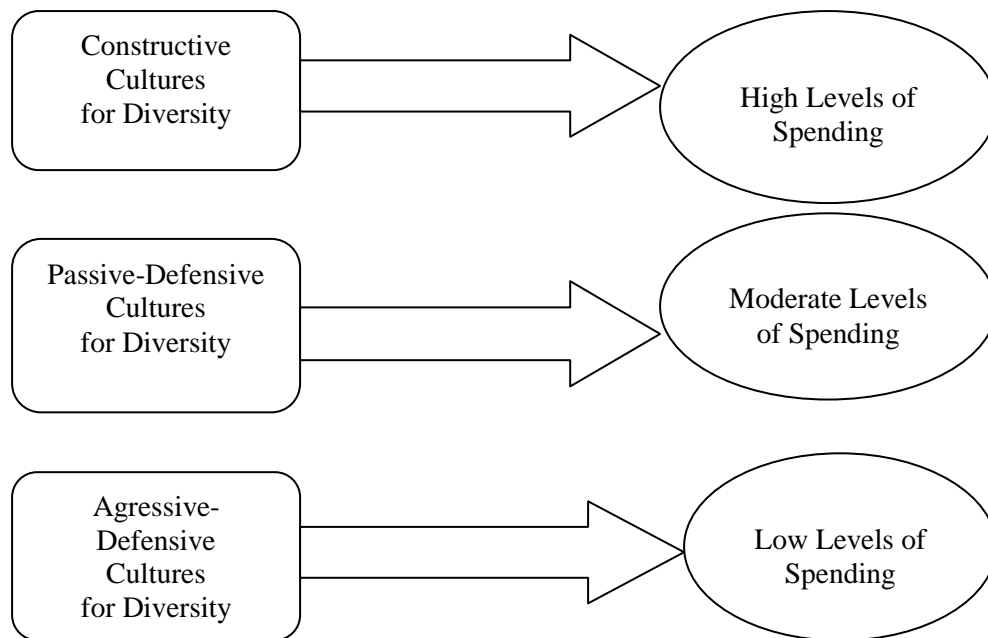 Constructive
Cultures
for Diversity
High Levels of
Spending
Passive-Defensive
Cultures
for Diversity
Moderate Levels
of Spending
Agressive-
Defensive
Cultures
for Diversity
Low Levels of
Spending